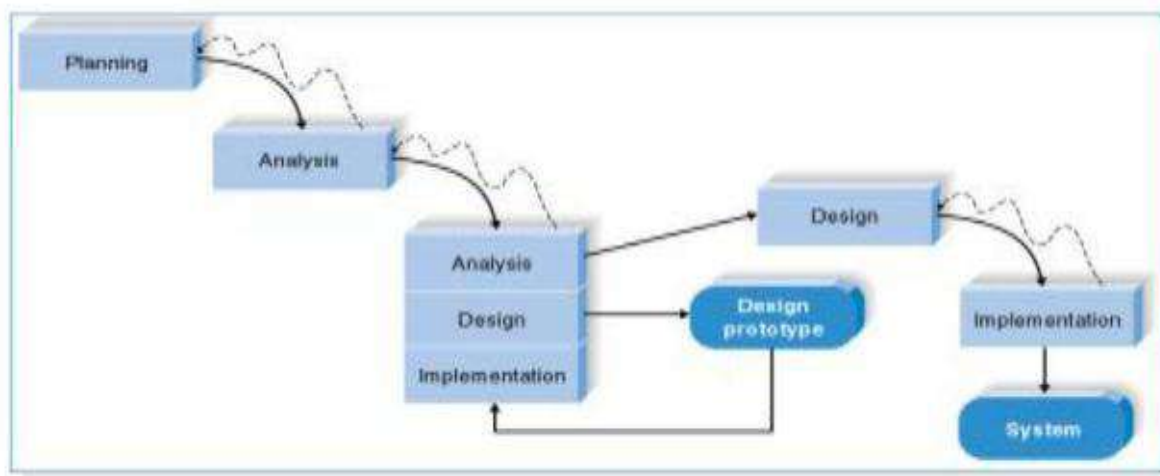 Planning
Analysis
Analysis
Design
Implementation
Design
prototype
Design
Implementation
System